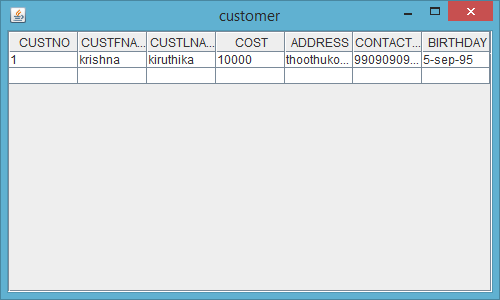 customer
CUSTNO CUSTFNA... CUSTLNA... COST ADDRESS CONTACT... BIRTHDAY
1 krishna kiruthika 10000 thoothuko... 99090909... 5-sep-95